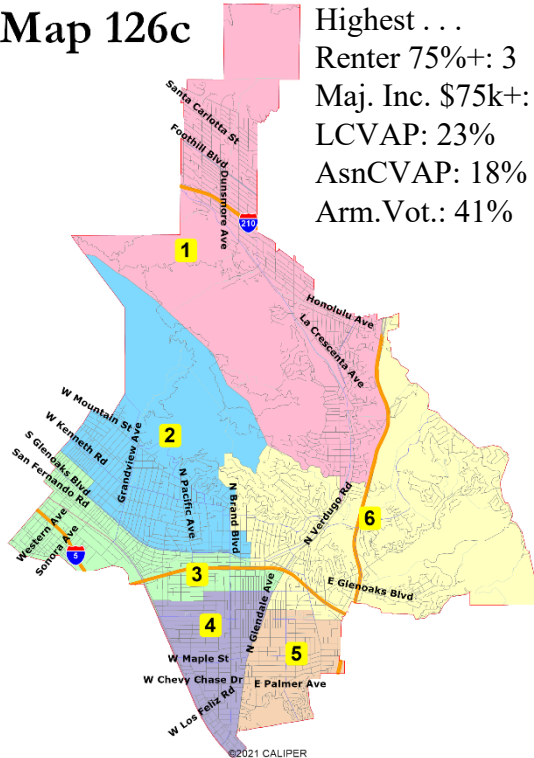 Map 126c
Highest . . .
Renter 75%+: 3
Maj. Inc. $75k+:
LCVAP: 23%
AsnCVAP: 18%
Arm.Vot.: 41%
Santa Carlotta St
Foothill Blvd
Dunsmore Ave
210
1
Honolulu Ave
La Crescenta Ave
W Mountain St
W Kenneth Rd
S Glenoaks Blvd
San Fernando Rd
Grandview Ave
2
N Pacific Ave
N Brand Blvd
N Verdugo Rd
6
Western Ave
Sonora Ave
5
3
E Glenoaks Blvd
N Glendale Ave
4
5
W Maple St
W Chevy Chase Dr
E Palmer Ave
W Los Feliz Rd
©2021 CALIPER